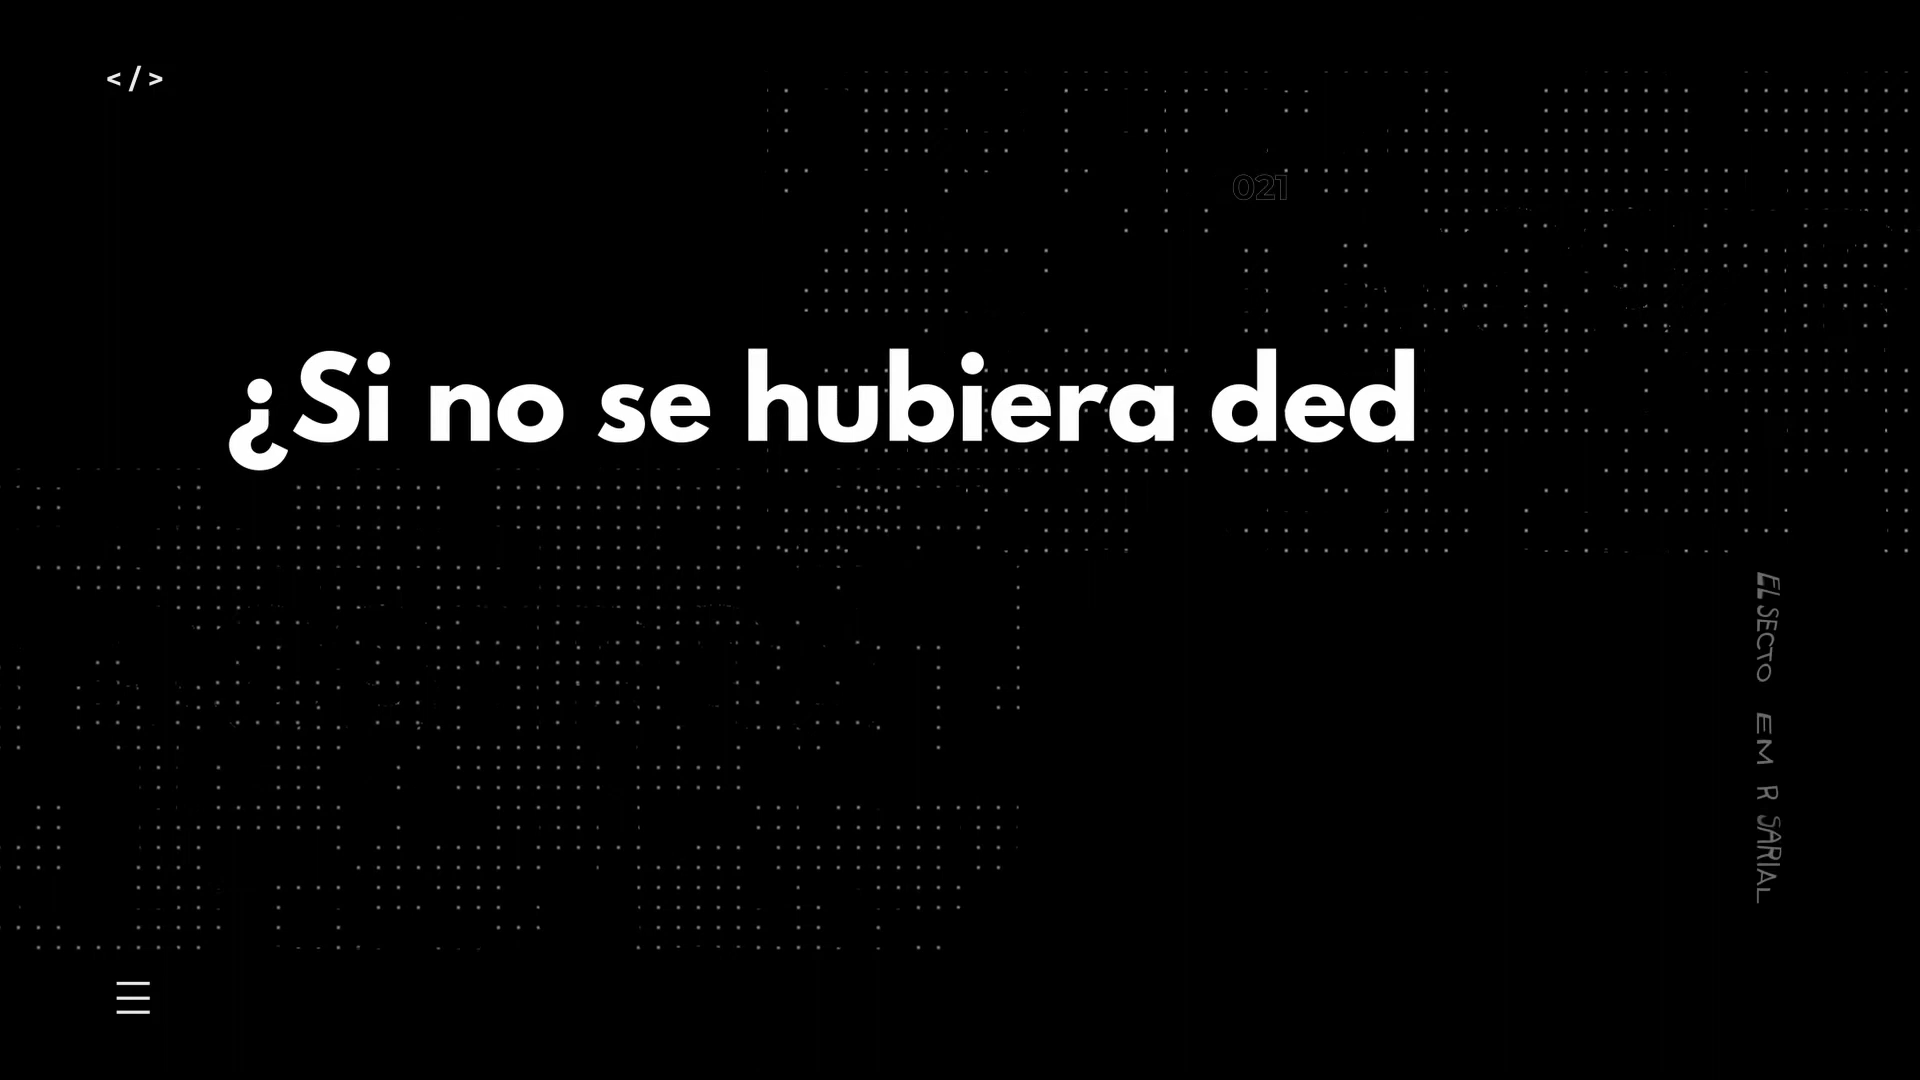 </>
021
¿Si no se hubiera ded
EL SECTO EM R SARIAL